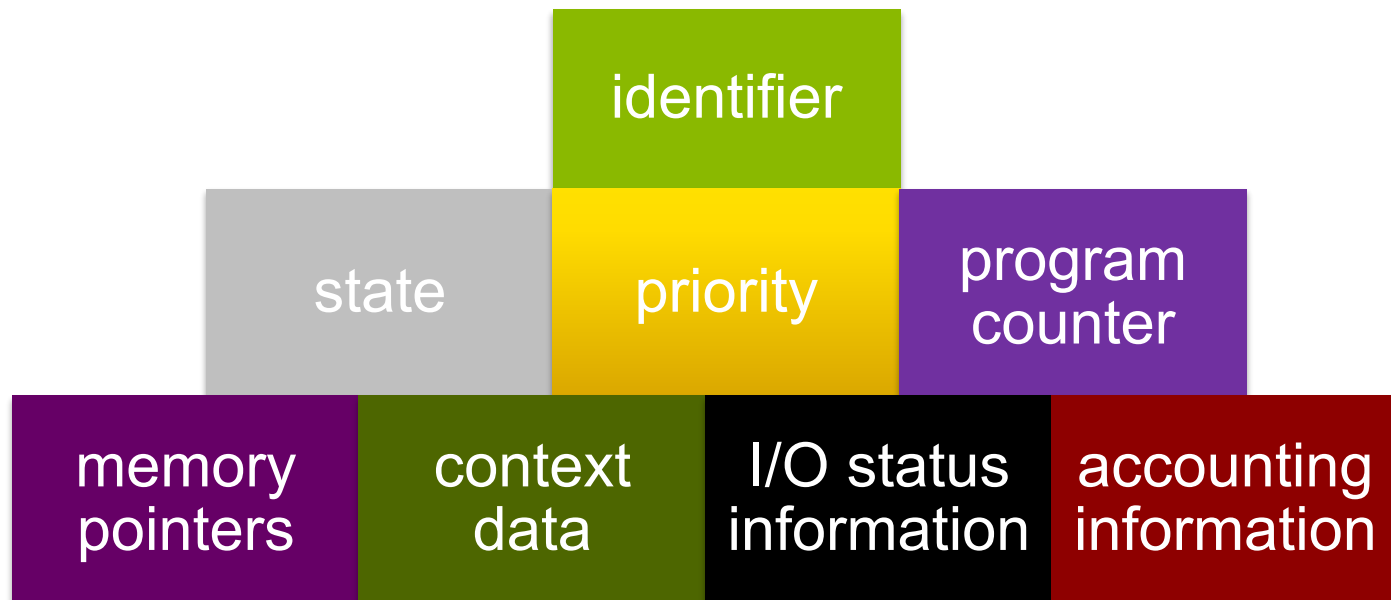 identifier
state
priority
program
counter
memory
pointers
context
data
I/O status
information
accounting
information